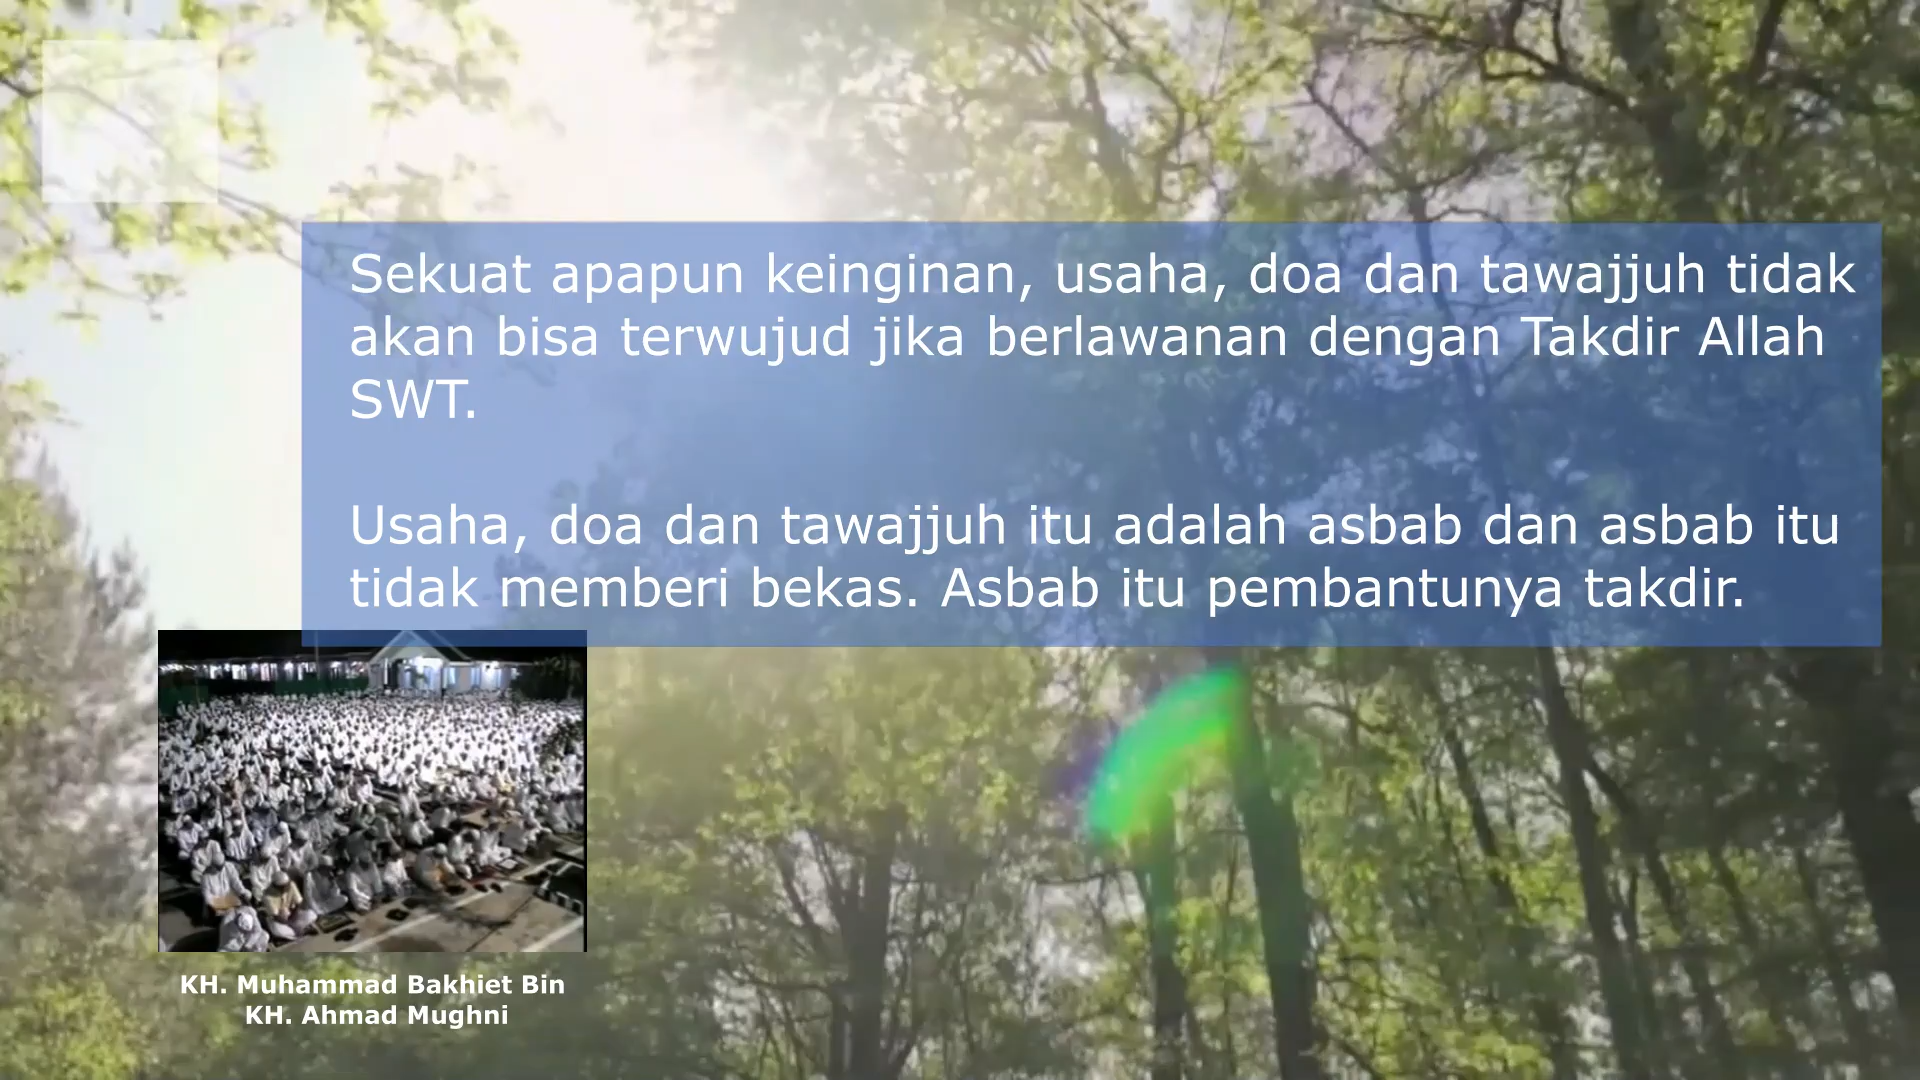 Sekuat apapun keinginan, usaha, doa dan tawajjuh tidak
akan bisa terwujud jika berlawanan dengan Takdir Allah
SWT.
Usaha, doa dan tawajjuh itu adalah asbab dan asbab itu
tidak memberi bekas. Asbab itu pembantunya takdir.
KH. Muhammad Bakhiet Bin
KH. Ahmad Mughni